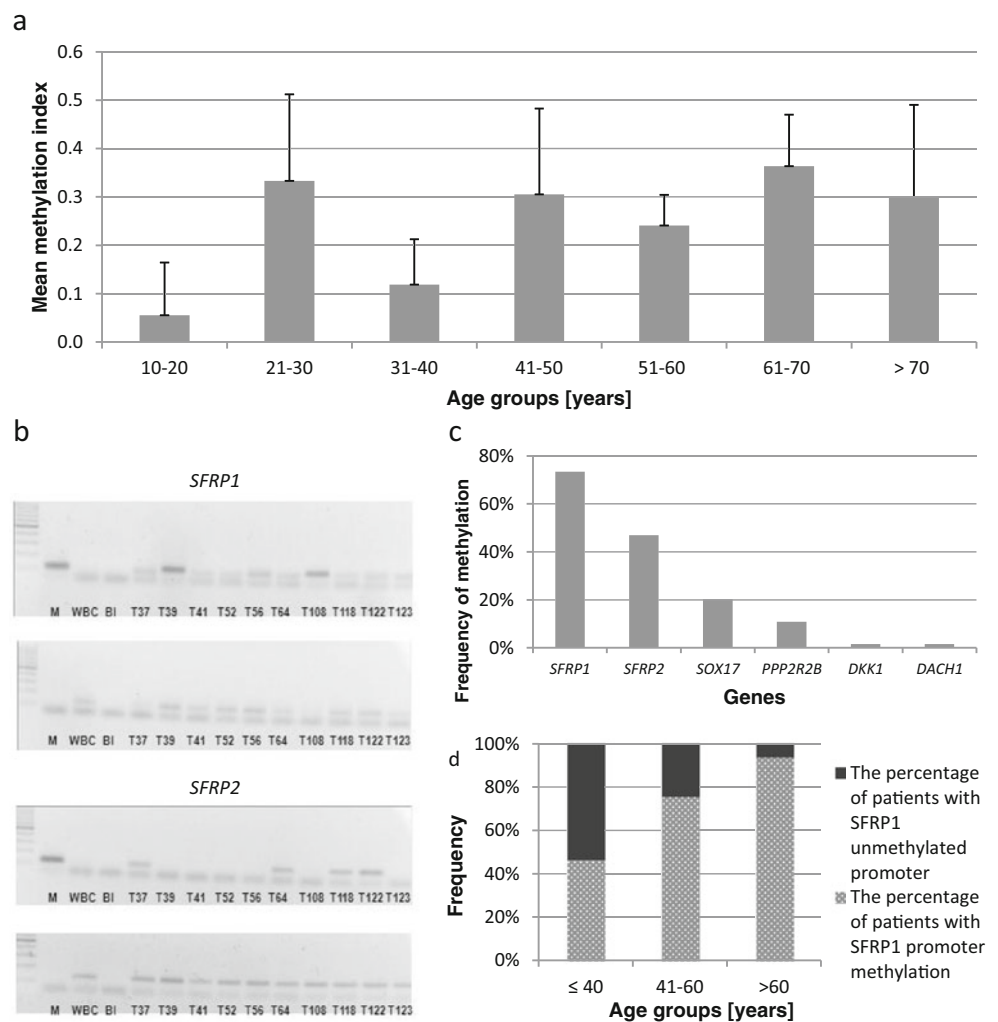 a
0.6
0.5
0.4
0.3
0.2
0.1
0.0
Mean methylation index
10-20 21-30 31-40 41-50 51-60 61-70 > 70
Age groups [years]
b
SFRP1
M WBC BI T37 T39 T41 T52 T56 T64 T108 T118 T122 T123
M WBC BI T37 T39 T41 T52 T56 T64 T108 T118 T122 T123
SFRP2
M WBC BI T37 T39 T41 T52 T56 T64 T108 T118 T122 T123
M WBC BI T37 T39 T41 T52 T56 T64 T108 T118 T122 T123
c
80%
60%
40%
20%
0%
Frequency of methylation
SFRP1 SFRP2 SOX17 PPP2R2B DKK1 DACH1
Genes
d
100%
80%
60%
40%
20%
0%
Frequency
≤ 40 41-60 >60
Age groups [years]
The percentage
of patients with
SFRP1
unmethylated
promoter
The percentage
of patients with
SFRP1 promoter
methylation